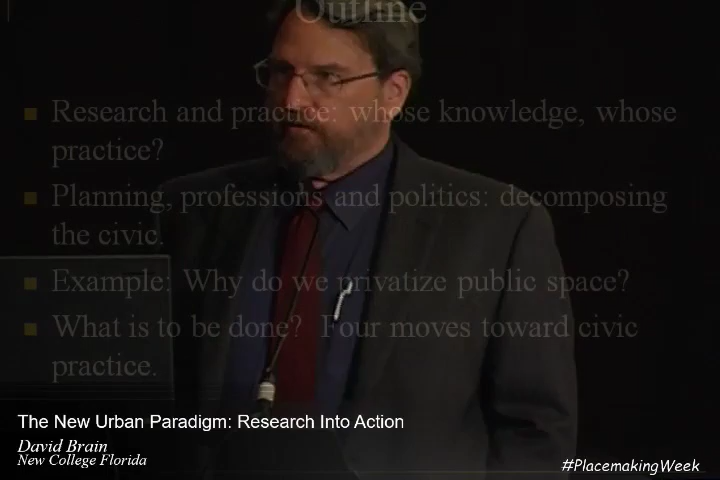 Outline
Research and practice: whose knowledge, whose
practice?
Planning, professions and politics: decomposing
the civic.
Example: Why do we privatize public space?
What is to be done? Four moves toward civic
practice.
The New Urban Paradigm: Research Into Action
David Brain
New College Florida
#PlacemakingWeek